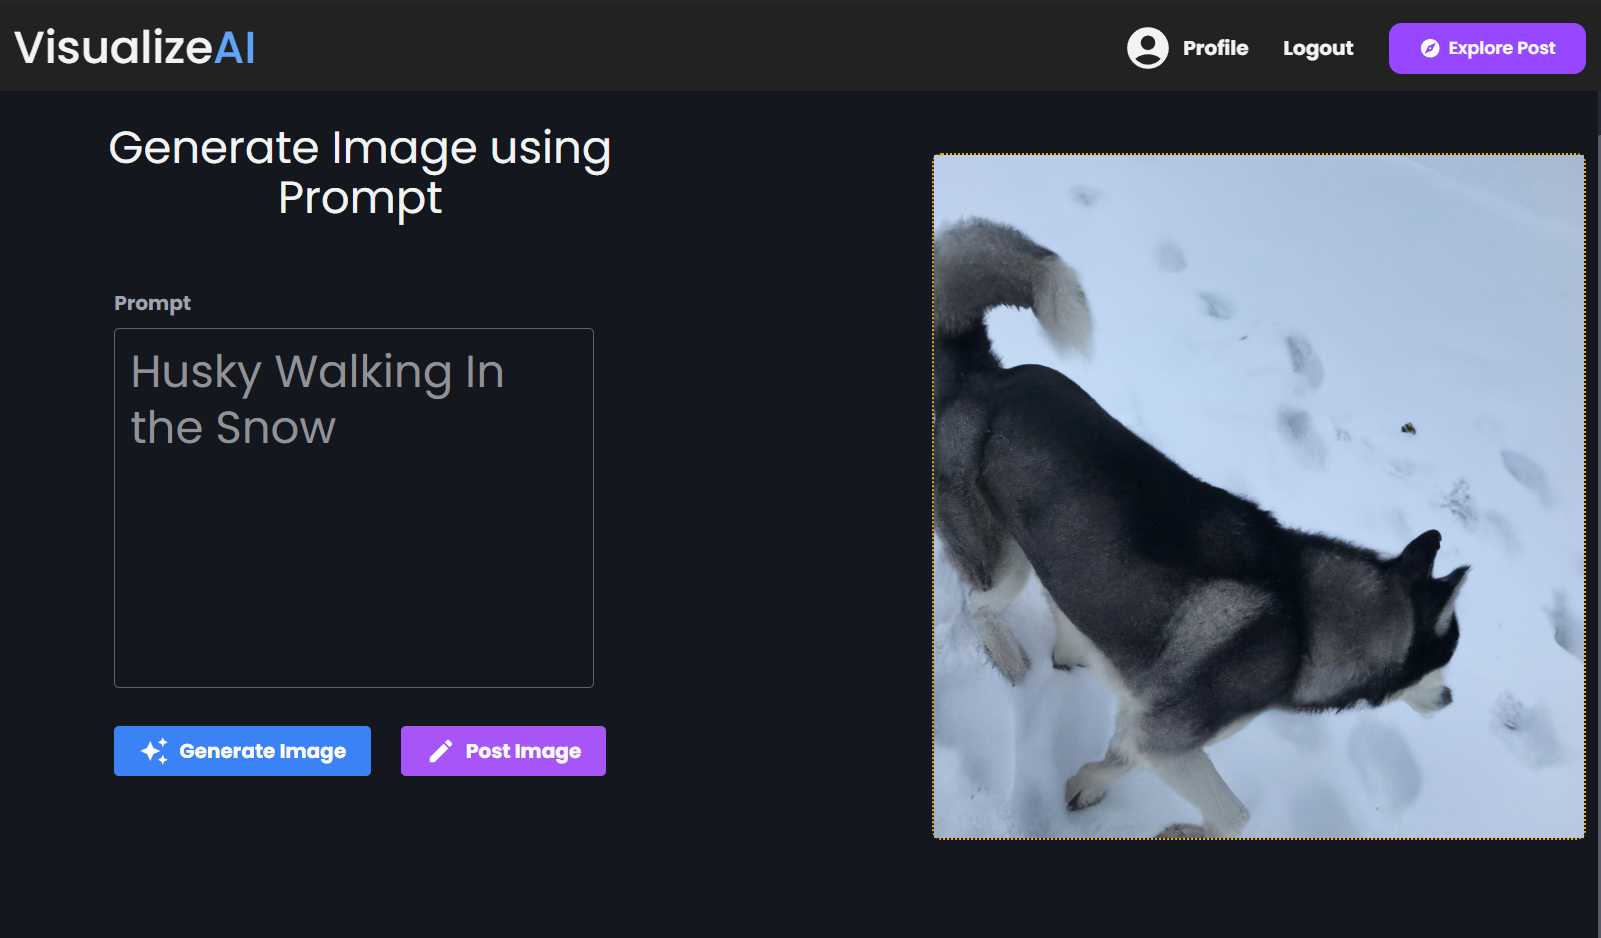 VisualizeAI
Profile
Logout
Explore Post
Generate Image using
Prompt
Prompt
Husky Walking In
the Snow
Generate Image
Post Image